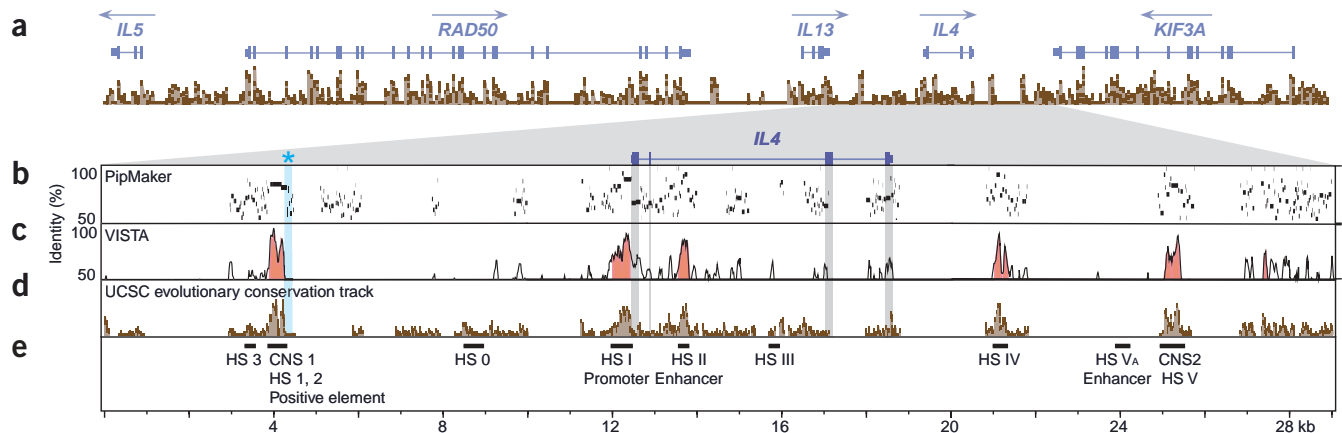 a
IL5 RAD50 IL13 IL4 KIF3A
* IL4
b
100 PipMaker
50
c
100 VISTA
50
Identity (%)
d
UCSC evolutionary conservation track
e
HS 3 CNS 1 HS 0 HS I HS II HS III HS IV HS VA CNS2
HS 1, 2 Promoter Enhancer Enhancer HS V
Positive element
4 8 12 16 20 24 28 kb